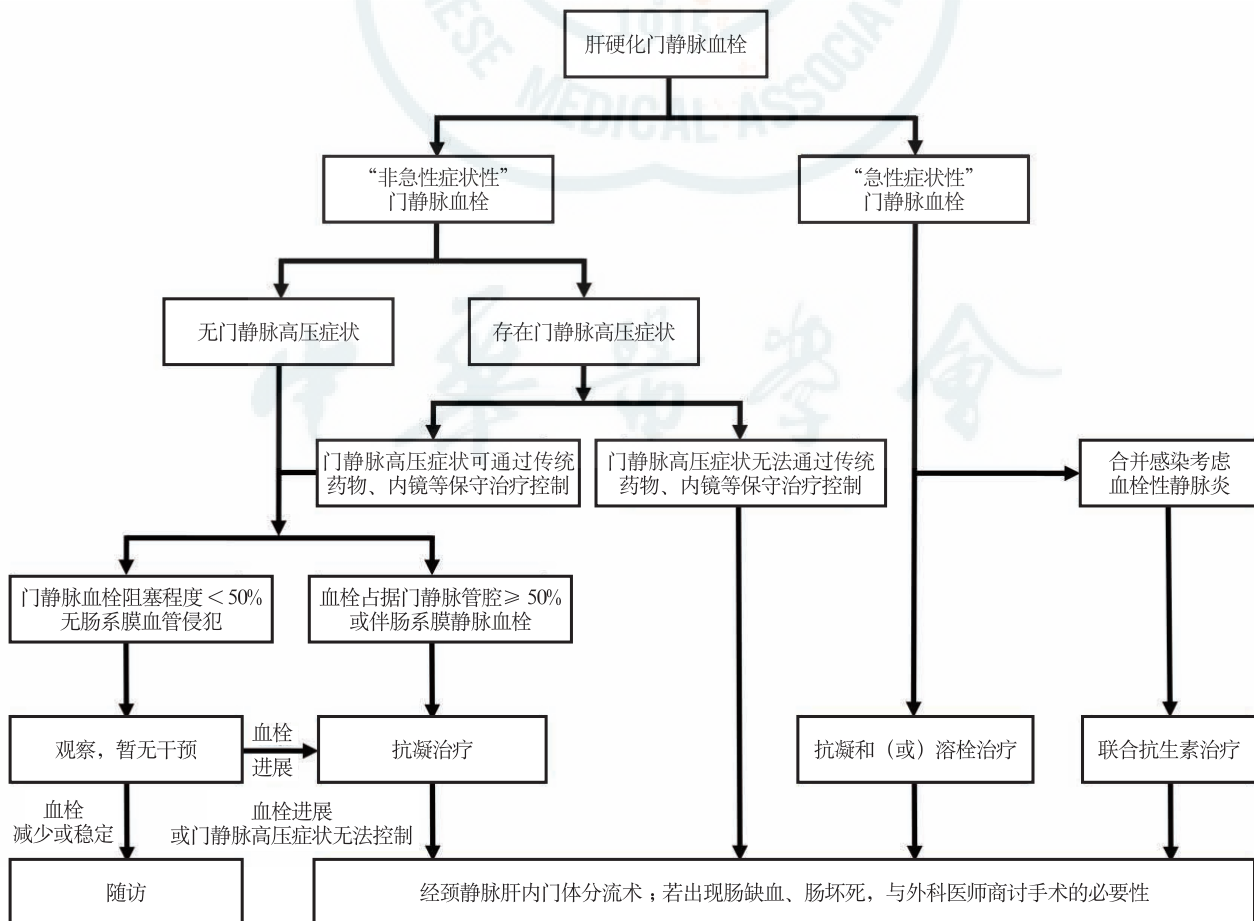 肝硬化门静脉血栓
“非急性症状性”
门静脉血栓
“急性症状性”
门静脉血栓
无门静脉高压症状
存在门静脉高压症状
门静脉高压症状可通过传统
药物、内镜等保守治疗控制
门静脉高压症状无法通过传统
药物、内镜等保守治疗控制
合并感染考虑
血栓性静脉炎
门静脉血栓阻塞程度＜50%
无肠系膜血管侵犯
血栓占据门静脉管腔≥50%
或伴肠系膜静脉血栓
观察，暂无干预
血栓
进展
抗凝治疗
抗凝和（或）溶栓治疗
联合抗生素治疗
血栓
减少或稳定
血栓进展
或门静脉高压症状无法控制
随访
经颈静脉肝内门体分流术；若出现肠缺血、肠坏死，与外科医师商讨手术的必要性
MEDICAL ASSOCIAT
ESE
1915
中华医学会